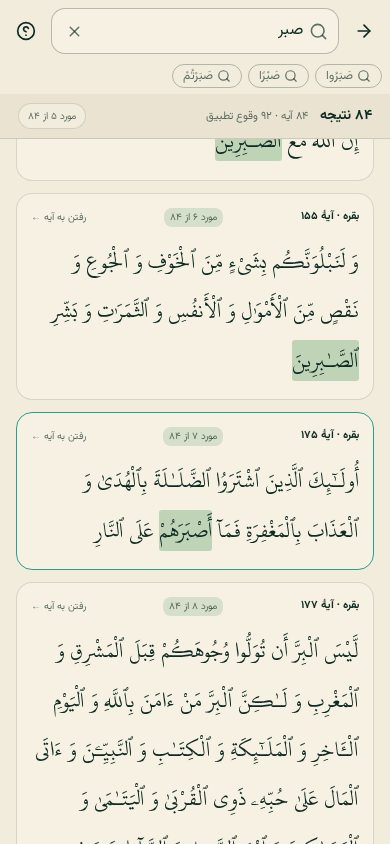 صبر
صَبَرُوا
صَبْرًا
صَبَرْتُمْ
۸۴ نتیجه
۸۴ آیه · ۹۲ وقوع تطبیق
مورد ۵ از ۸۴
إِنَّ ٱللَّهَ مَعَ ٱلصَّـٰبِرِينَ
بقره · آیهٔ ۱۵۵
مورد ۶ از ۸۴
رفتن به آیه ←
وَ لَنَبْلُوَنَّكُم بِشَىْءٍ مِّنَ ٱلْخَوْفِ وَ ٱلْجُوعِ وَ
نَقْصٍ مِّنَ ٱلْأَمْوَٰلِ وَ ٱلْأَنفُسِ وَ ٱلثَّمَرَٰتِ وَ بَشِّرِ
ٱلصَّـٰبِرِينَ
بقره · آیهٔ ۱۷۵
مورد ۷ از ۸۴
رفتن به آیه ←
أُولَـٰٓئِكَ ٱلَّذِينَ ٱشْتَرَوُا ٱلضَّلَـٰلَةَ بِٱلْهُدَىٰ وَ
ٱلْعَذَابَ بِٱلْمَغْفِرَةِ فَمَآ أَصْبَرَهُمْ عَلَى ٱلنَّارِ
بقره · آیهٔ ۱۷۷
مورد ۸ از ۸۴
رفتن به آیه ←
لَّيْسَ ٱلْبِرَّ أَن تُوَلُّوا وُجُوهَكُمْ قِبَلَ ٱلْمَشْرِقِ وَ
ٱلْمَغْرِبِ وَ لَـٰكِنَّ ٱلْبِرَّ مَنْ ءَامَنَ بِٱللَّهِ وَ ٱلْيَوْمِ
ٱلْـَٔاخِرِ وَ ٱلْمَلَـٰٓئِكَةِ وَ ٱلْكِتَـٰبِ وَ ٱلنَّبِيِّـۧنَ وَ ءَاتَى
ٱلْمَالَ عَلَىٰ حُبِّهِۦ ذَوِى ٱلْقُرْبَىٰ وَ ٱلْيَتَـٰمَىٰ وَ